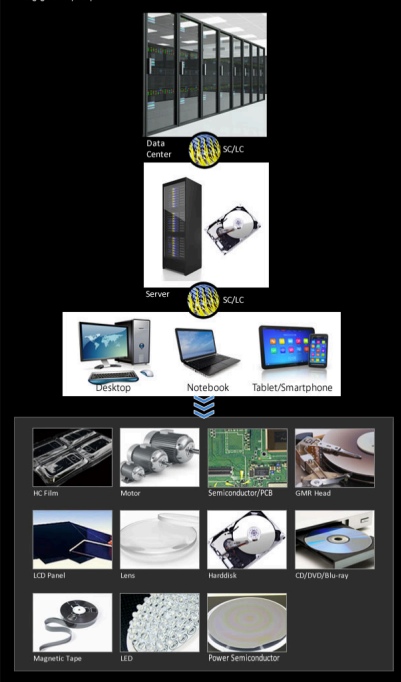 Data
Center
SC/LC
Server
SC/LC
Desktop
Notebook
Tablet/Smartphone
HC Film
Motor
Semiconductor/PCB
GMR Head
LCD Panel
Lens
Harddisk
CD/DVD/Blu-ray
Magnetic Tape
LED
Power Semiconductor